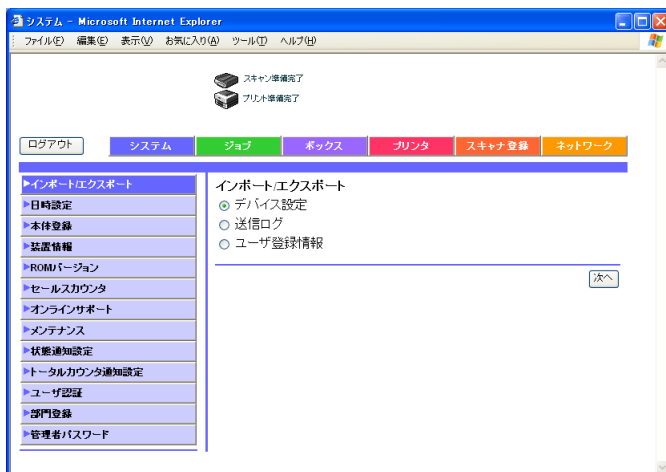 システム - Microsoft Internet Explorer
ファイル(F) 編集(E) 表示(V) お気に入り(A) ツール(T) ヘルプ(H)
スキャン準備完了
プリント準備完了
ログアウト システム ジョブ ボックス プリンタ スキャナ登録 ネットワーク
インポート/エクスポート
日時設定
本体登録
装置情報
ROMバージョン
セールスカウンタ
オンラインサポート
メンテナンス
状態通知設定
トータルカウンタ通知設定
ユーザ認証
部門登録
管理者パスワード
インポート/エクスポート
デバイス設定
送信ログ
ユーザ登録情報
次へ